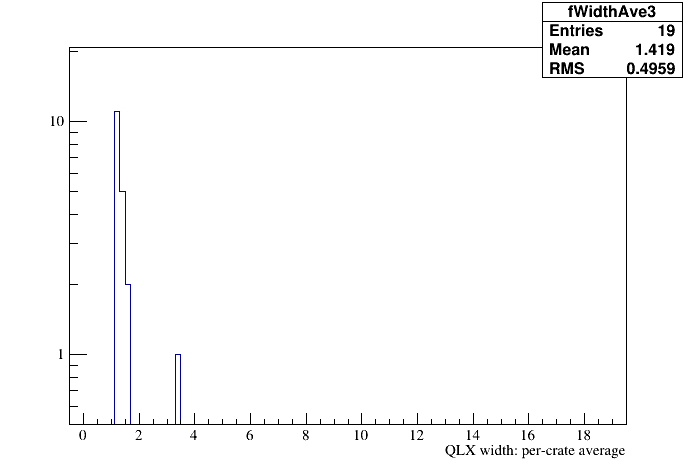 fWidthAve3
Entries 19
Mean 1.419
RMS 0.4959
10
1
0 2 4 6 8 10 12 14 16 18
QLX width: per-crate average